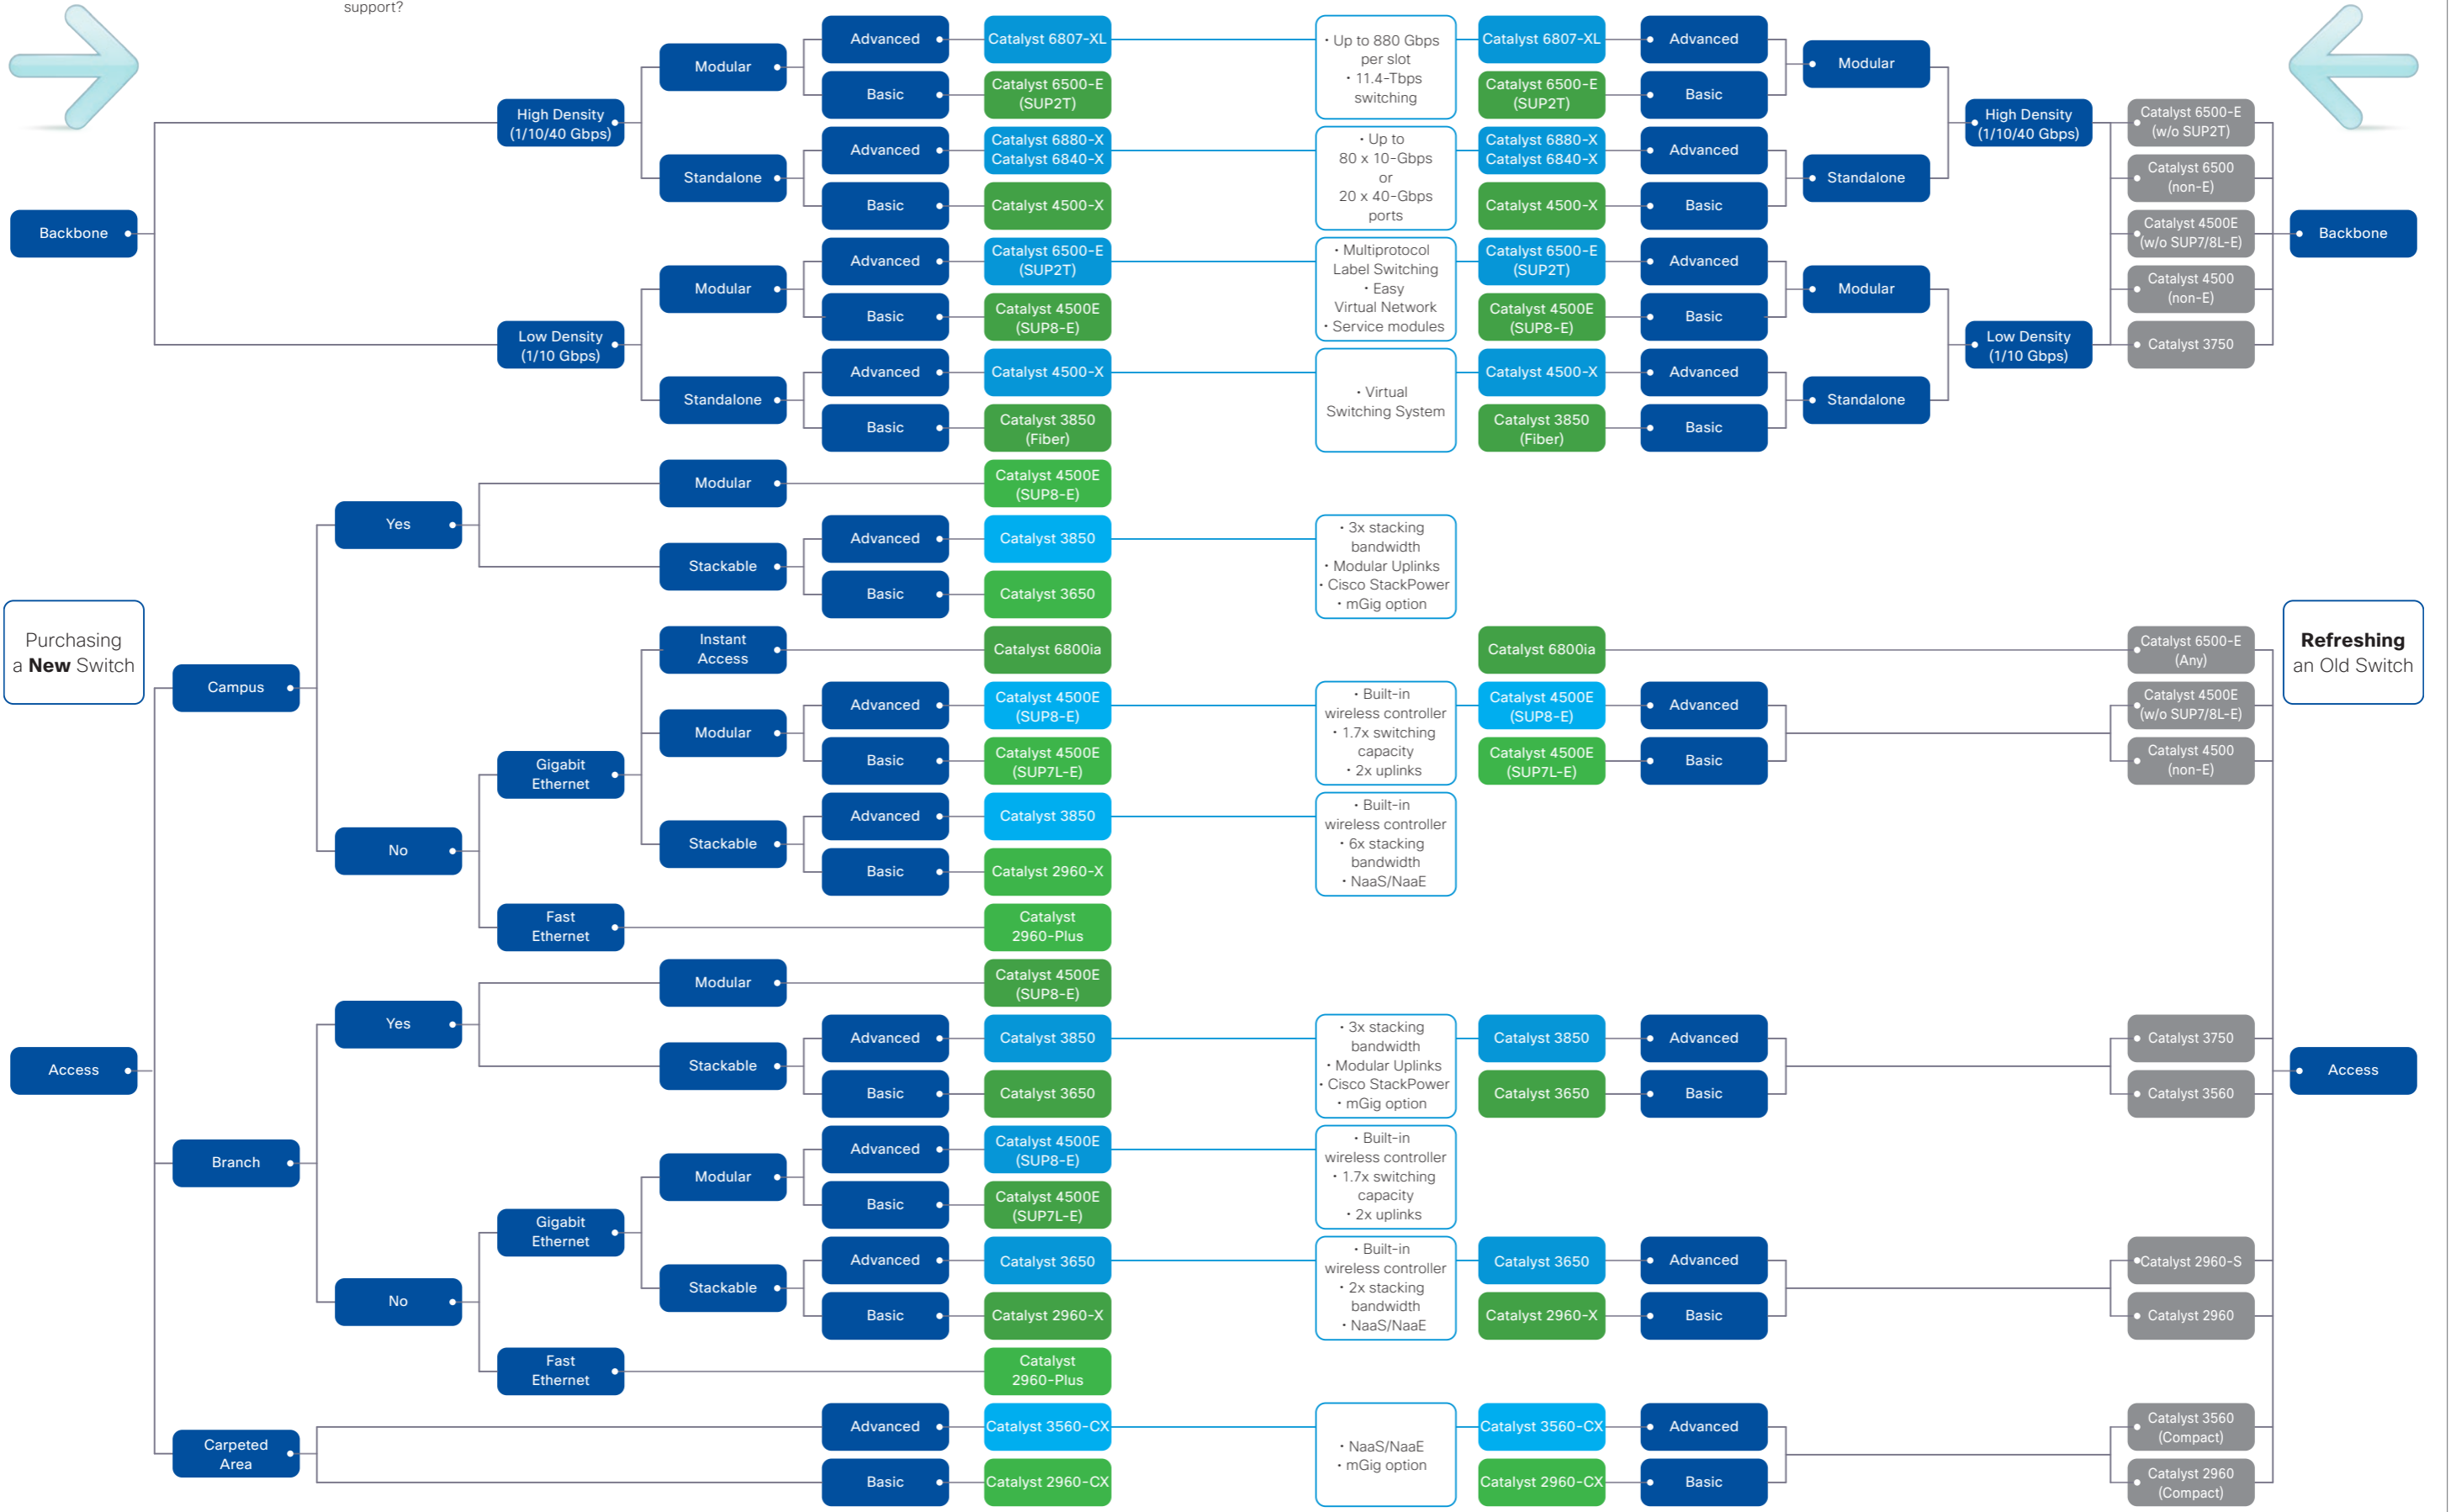 support?
Advanced
Catalyst 6807-XL
• Up to 880 Gbps
per slot
• 11.4-Tbps
switching
Catalyst 6807-XL
Advanced
Modular
Modular
Basic
Catalyst 6500-E
(SUP2T)
Catalyst 6500-E
(SUP2T)
Basic
High Density
(1/10/40 Gbps)
High Density
(1/10/40 Gbps)
Catalyst 6500-E
(w/o SUP2T)
Advanced
Catalyst 6880-X
Catalyst 6840-X
• Up to
80 x 10-Gbps
or
20 x 40-Gbps
ports
Catalyst 6880-X
Catalyst 6840-X
Advanced
Standalone
Standalone
Catalyst 6500
(non-E)
Basic
Catalyst 4500-X
Catalyst 4500-X
Basic
Backbone
Catalyst 4500E
(w/o SUP7/8L-E)
Backbone
Advanced
Catalyst 6500-E
(SUP2T)
• Multiprotocol
Label Switching
• Easy
Virtual Network
• Service modules
Catalyst 6500-E
(SUP2T)
Advanced
Modular
Modular
Catalyst 4500
(non-E)
Basic
Catalyst 4500E
(SUP8-E)
Catalyst 4500E
(SUP8-E)
Basic
Low Density
(1/10 Gbps)
Low Density
(1/10 Gbps)
Catalyst 3750
Advanced
Catalyst 4500-X
• Virtual
Switching System
Catalyst 4500-X
Advanced
Standalone
Standalone
Basic
Catalyst 3850
(Fiber)
Catalyst 3850
(Fiber)
Basic
Modular
Catalyst 4500E
(SUP8-E)
Yes
Advanced
Catalyst 3850
• 3x stacking
bandwidth
• Modular Uplinks
• Cisco StackPower
• mGig option
Stackable
Basic
Catalyst 3650
Purchasing
a New Switch
Instant
Access
Catalyst 6800ia
Catalyst 6800ia
Catalyst 6500-E
(Any)
Refreshing
an Old Switch
Campus
Advanced
Catalyst 4500E
(SUP8-E)
• Built-in
wireless controller
• 1.7x switching
capacity
• 2x uplinks
Catalyst 4500E
(SUP8-E)
Advanced
Catalyst 4500E
(w/o SUP7/8L-E)
Modular
Basic
Catalyst 4500E
(SUP7L-E)
Catalyst 4500E
(SUP7L-E)
Basic
Catalyst 4500
(non-E)
Gigabit
Ethernet
Advanced
Catalyst 3850
• Built-in
wireless controller
• 6x stacking
bandwidth
• NaaS/NaaE
No
Stackable
Basic
Catalyst 2960-X
Fast
Ethernet
Catalyst
2960-Plus
Modular
Catalyst 4500E
(SUP8-E)
Yes
Advanced
Catalyst 3850
• 3x stacking
bandwidth
• Modular Uplinks
• Cisco StackPower
• mGig option
Catalyst 3850
Advanced
Catalyst 3750
Access
Stackable
Access
Basic
Catalyst 3650
Catalyst 3650
Basic
Catalyst 3560
Branch
Advanced
Catalyst 4500E
(SUP8-E)
• Built-in
wireless controller
• 1.7x switching
capacity
• 2x uplinks
Modular
Basic
Catalyst 4500E
(SUP7L-E)
Gigabit
Ethernet
Advanced
Catalyst 3650
• Built-in
wireless controller
• 2x stacking
bandwidth
• NaaS/NaaE
Catalyst 3650
Advanced
Catalyst 2960-S
No
Stackable
Basic
Catalyst 2960-X
Catalyst 2960-X
Basic
Catalyst 2960
Fast
Ethernet
Catalyst
2960-Plus
Carpeted
Area
Advanced
Catalyst 3560-CX
• NaaS/NaaE
• mGig option
Catalyst 3560-CX
Advanced
Catalyst 3560
(Compact)
Basic
Catalyst 2960-CX
Catalyst 2960-CX
Basic
Catalyst 2960
(Compact)